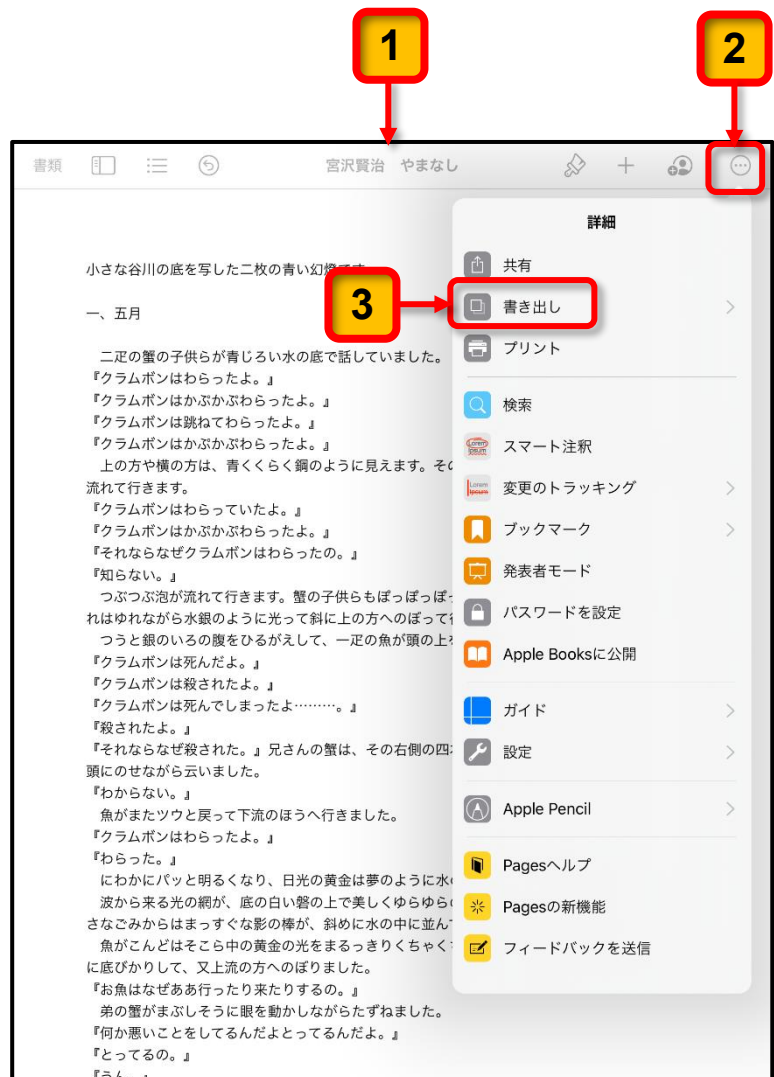 1
2
書類
宮沢賢治 やまなし
詳細
共有
3
書き出し
プリント
検索
スマート注釈
変更のトラッキング
ブックマーク
発表者モード
パスワードを設定
Apple Booksに公開
ガイド
設定
Apple Pencil
Pagesヘルプ
Pagesの新機能
フィードバックを送信
小さな谷川の底を写した二枚の青い幻燈です
一、五月
二疋の蟹の子供らが青じろい水の底で話していました。
『クラムボンはわらったよ。』
『クラムボンはかぷかぷわらったよ。』
『クラムボンは跳ねてわらったよ。』
『クラムボンはかぷかぷわらったよ。』
上の方や横の方は、青くくらく鋼のように見えます。その
流れて行きます。
『クラムボンはわらっていたよ。』
『クラムボンはかぷかぷわらったよ。』
『それならなぜクラムボンはわらったの。』
『知らない。』
つぶつぶ泡が流れて行きます。蟹の子供らもぽっぽっぽっ
れはゆれながら水銀のように光って斜に上の方へのぼって
つうと銀のいろの腹をひるがえして、一疋の魚が頭の上を
『クラムボンは死んだよ。』
『クラムボンは殺されたよ。』
『クラムボンは死んでしまったよ………。』
『殺されたよ。』
『それならなぜ殺された。』兄さんの蟹は、その右側の四
頭にのせながら云いました。
『わからない。』
魚がまたツウと戻って下流のほうへ行きました。
『クラムボンはわらったよ。』
『わらった。』
にわかにパッと明るくなり、日光の黄金は夢のように水
波から来る光の網が、底の白い磐の上で美しくゆらゆら
さなごみからはまっすぐな影の棒が、斜めに水の中に並ん
魚がこんどはそこら中の黄金の光をまるっきりくちゃく
に底びかりして、又上流の方へのぼりました。
『お魚はなぜああ行ったり来たりするの。』
弟の蟹がまぶしそうに眼を動かしながらたずねました。
『何か悪いことをしてるんだよとってるんだよ。』
『とってるの。』
『うん。』